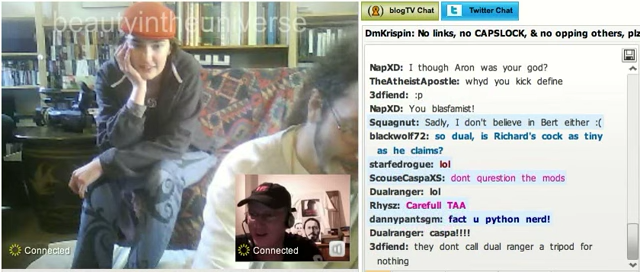 beautyintheuniverse
Connected
Connected
blogTV Chat
Twitter Chat
DmKrispin: No links, no CAPSLOCK, & no opping others, plz
NapXD: I though Aron was your god?
TheAtheistApostle: whyd you kick define
3dfiend: :p
NapXD: You blasfamist!
Squagnut: Sadly, I don't believe in Bert either :(
blackwolf72: so dual, is Richard's cock as tiny
as he claims?
starfedrogue: lol
ScouseCaspaXS: dont qurestion the mods
Dualranger: lol
Rhysz: Carefull TAA
dannypantsgm: fact u python nerd!
Dualranger: caspa!!!!
3dfiend: they dont call dual ranger a tripod for
nothing